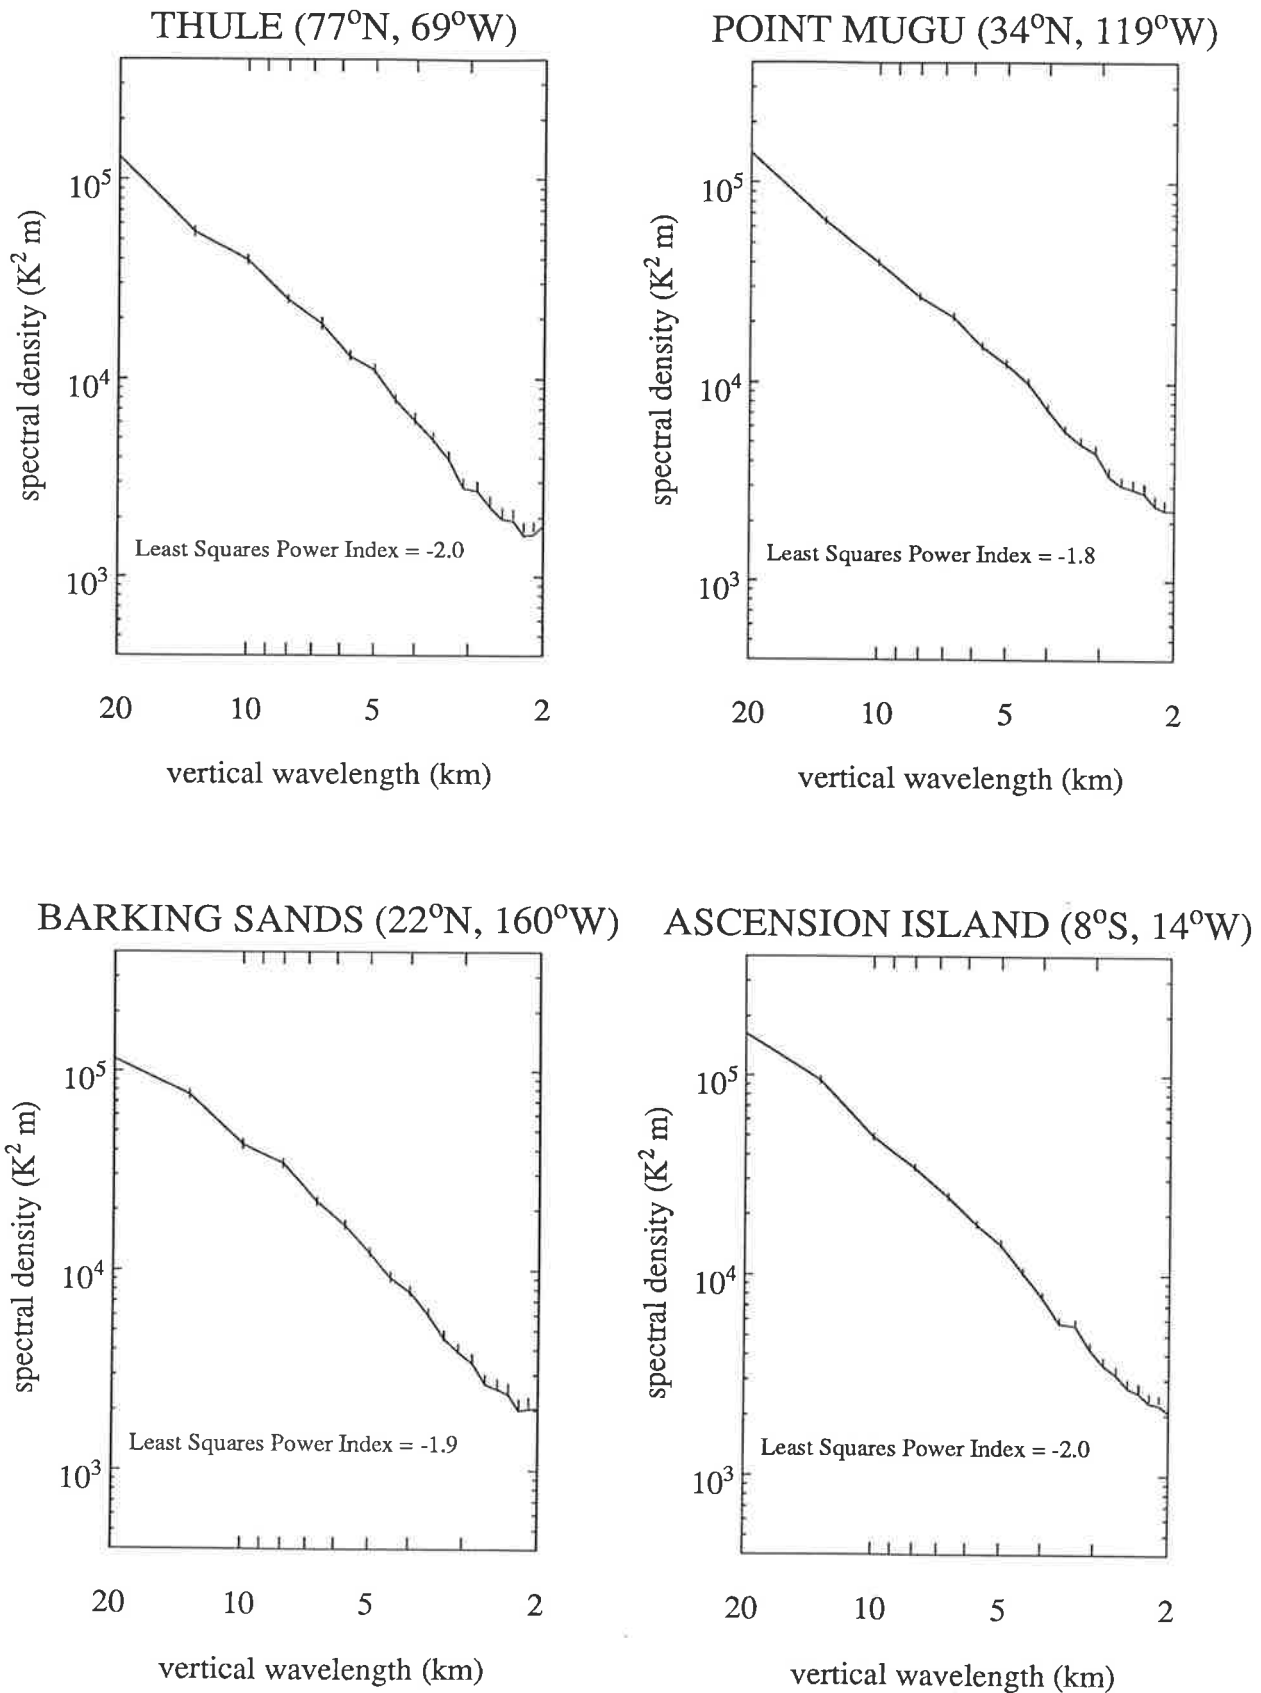 THULE (77°N, 69°W)
10⁵
10⁴
10³
spectral density (K² m)
Least Squares Power Index = -2.0
20 10 5 2
vertical wavelength (km)
POINT MUGU (34°N, 119°W)
10⁵
10⁴
10³
spectral density (K² m)
Least Squares Power Index = -1.8
20 10 5 2
vertical wavelength (km)
BARKING SANDS (22°N, 160°W)
10⁵
10⁴
10³
spectral density (K² m)
Least Squares Power Index = -1.9
20 10 5 2
vertical wavelength (km)
ASCENSION ISLAND (8°S, 14°W)
10⁵
10⁴
10³
spectral density (K² m)
Least Squares Power Index = -2.0
20 10 5 2
vertical wavelength (km)